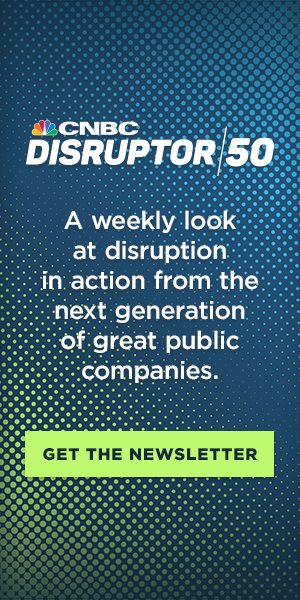 CNBC
DISRUPTOR/50
A weekly look
at disruption
in action from the
next generation
of great public
companies.
GET THE NEWSLETTER